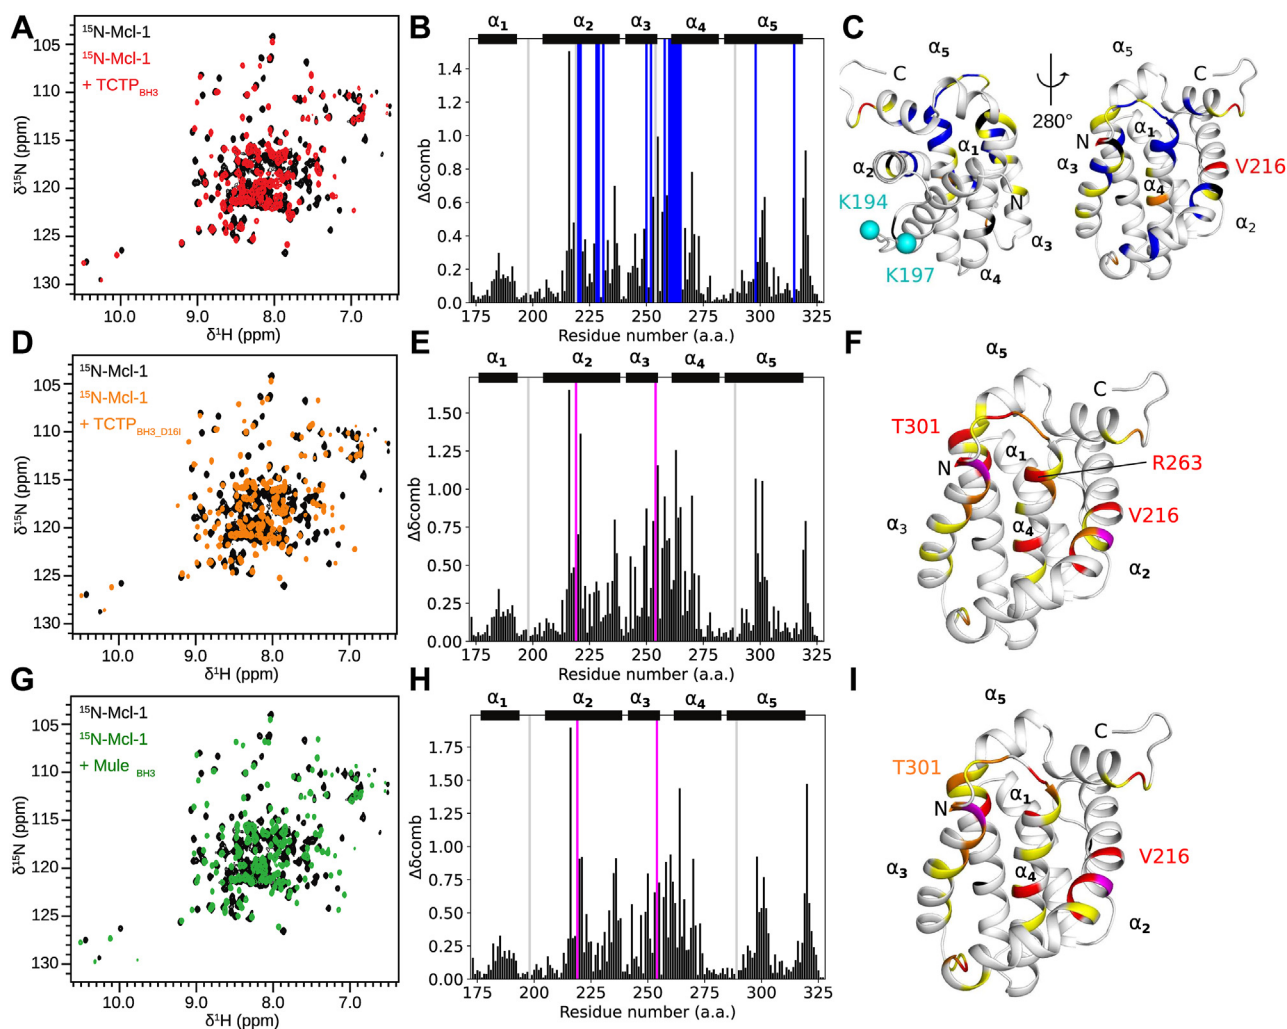 A
¹⁵N-Mcl-1
¹⁵N-Mcl-1
+ TCTP_BH3
105
110
115
120
125
130
δ¹⁵N (ppm)
10.0 9.0 8.0 7.0
δ¹H (ppm)
B
α₁ α₂ α₃ α₄ α₅
1.4
1.2
1.0
0.8
0.6
0.4
0.2
0.0
Δδcomb
175 200 225 250 275 300 325
Residue number (a.a.)
C
α₅
C
α₁
α₂
N
K194
K197
α₃
α₄
280°
α₅
C
α₁
N
α₃
α₄
V216
α₂
D
¹⁵N-Mcl-1
¹⁵N-Mcl-1
+ TCTP_BH3_D16I
105
110
115
120
125
130
δ¹⁵N (ppm)
10.0 9.0 8.0 7.0
δ¹H (ppm)
E
α₁ α₂ α₃ α₄ α₅
1.50
1.25
1.00
0.75
0.50
0.25
0.00
Δδcomb
175 200 225 250 275 300 325
Residue number (a.a.)
F
α₅
C
T301
α₁
N
R263
V216
α₃
α₄
α₂
G
¹⁵N-Mcl-1
¹⁵N-Mcl-1
+ Mule BH3
105
110
115
120
125
130
δ¹⁵N (ppm)
10.0 9.0 8.0 7.0
δ¹H (ppm)
H
α₁ α₂ α₃ α₄ α₅
1.75
1.50
1.25
1.00
0.75
0.50
0.25
0.00
Δδcomb
175 200 225 250 275 300 325
Residue number (a.a.)
I
α₅
C
T301
α₁
N
V216
α₃
α₄
α₂